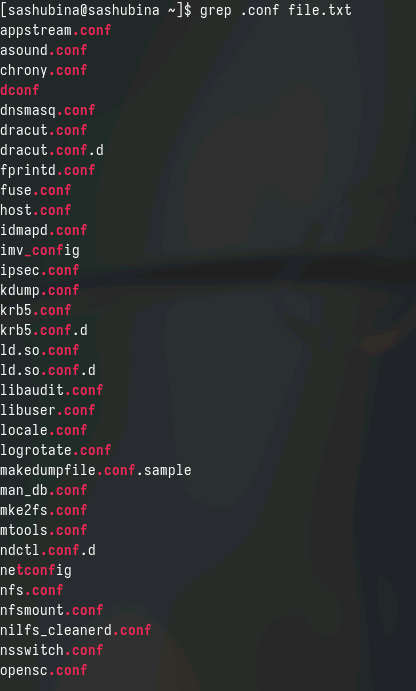 [sashubina@sashubina ~]$ grep .conf file.txt
appstream.conf
asound.conf
chrony.conf
dconf
dnsmasq.conf
dracut.conf
dracut.conf.d
fprintd.conf
fuse.conf
host.conf
idmapd.conf
imv_config
ipsec.conf
kdump.conf
krb5.conf
krb5.conf.d
ld.so.conf
ld.so.conf.d
libaudit.conf
libuser.conf
locale.conf
logrotate.conf
makedumpfile.conf.sample
man_db.conf
mke2fs.conf
mtools.conf
ndctl.conf.d
netconfig
nfs.conf
nfsmount.conf
nilfs_cleanerd.conf
nsswitch.conf
opensc.conf